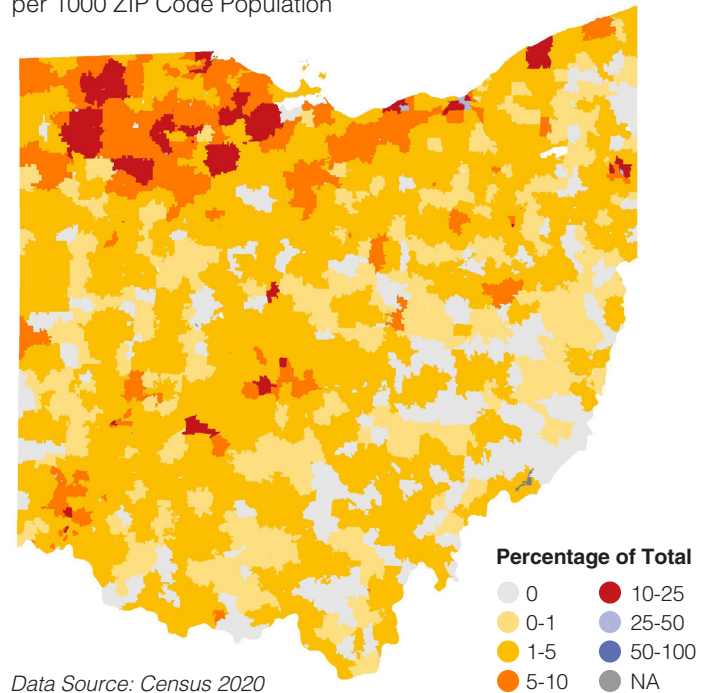 per 1000 ZIP Code Population
Percentage of Total
0
0-1
1-5
5-10
10-25
25-50
50-100
NA
Data Source: Census 2020